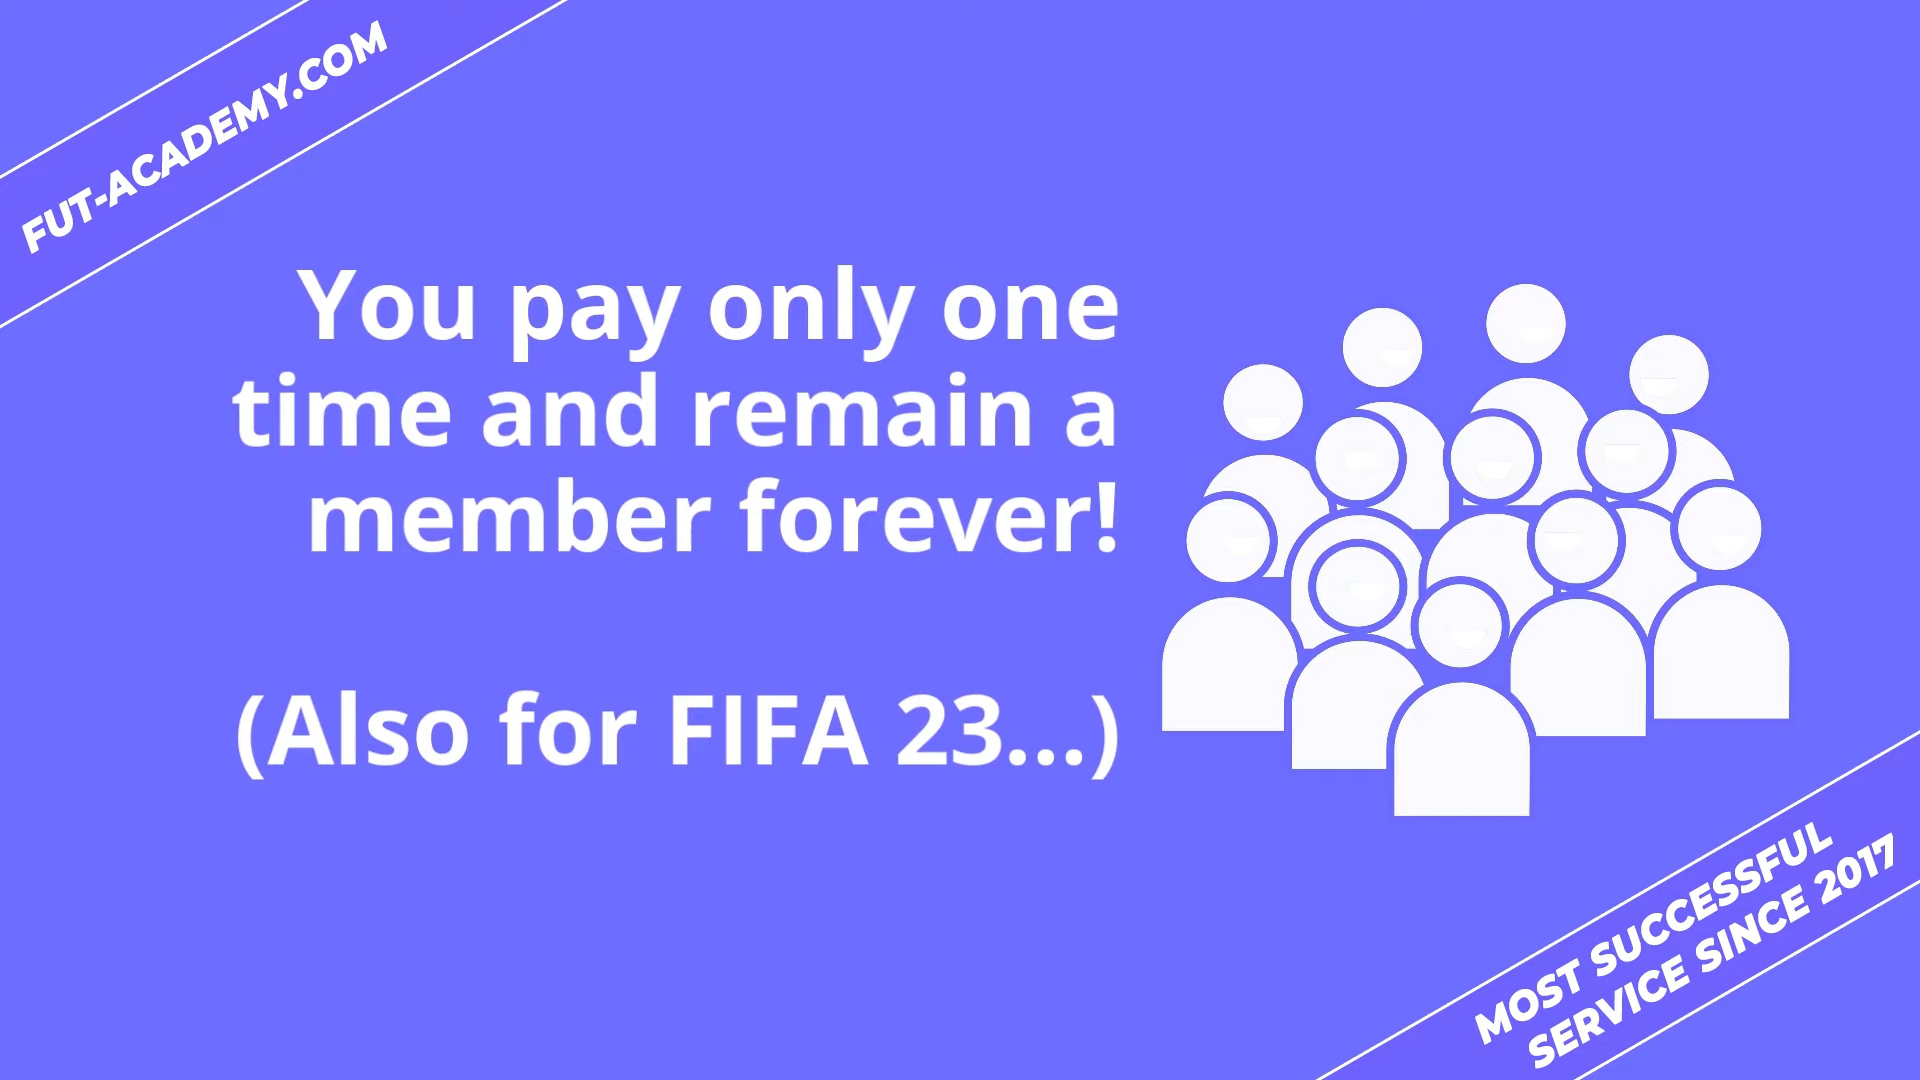 FUT-ACADEMY.COM
You pay only one
time and remain a
member forever!
(Also for FIFA 23...)
MOST SUCCESSFUL
SERVICE SINCE 2017